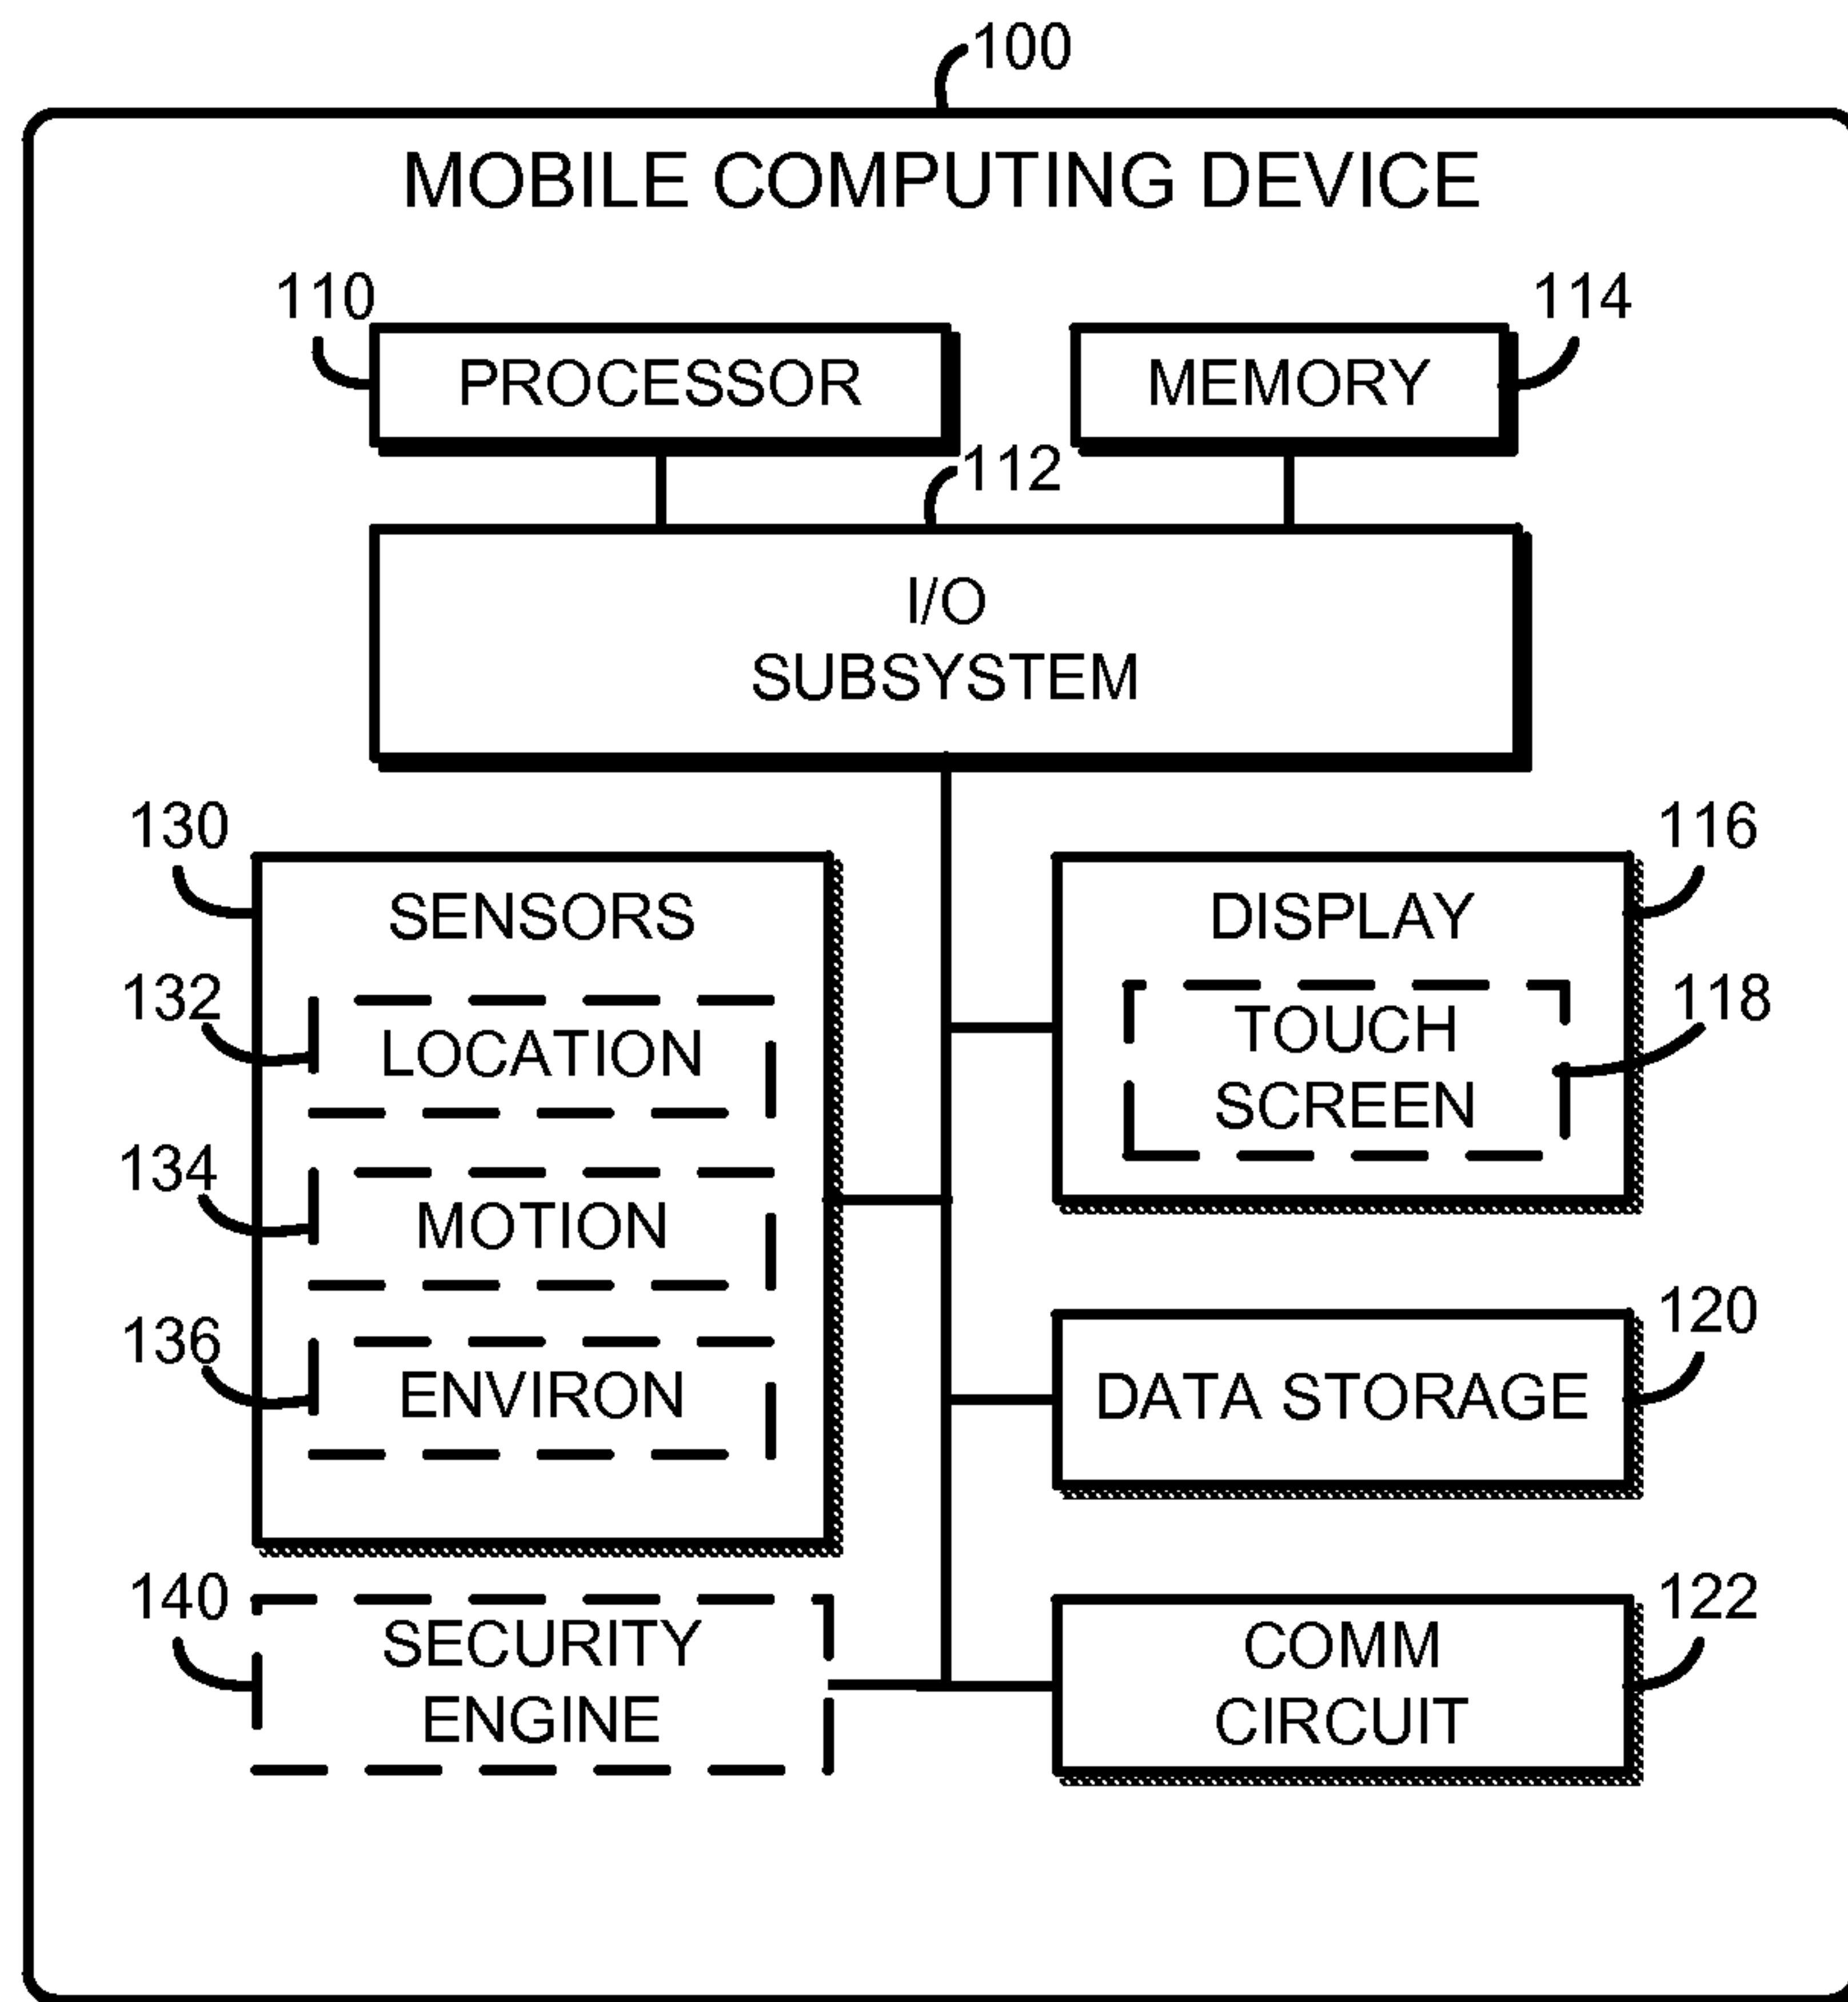 100
MOBILE COMPUTING DEVICE
110
114
PROCESSOR
MEMORY
112
I/O
SUBSYSTEM
130
116
SENSORS
DISPLAY
132
118
LOCATION
TOUCH
SCREEN
134
MOTION
136
120
ENVIRON
DATA STORAGE
140
122
SECURITY
ENGINE
COMM
CIRCUIT